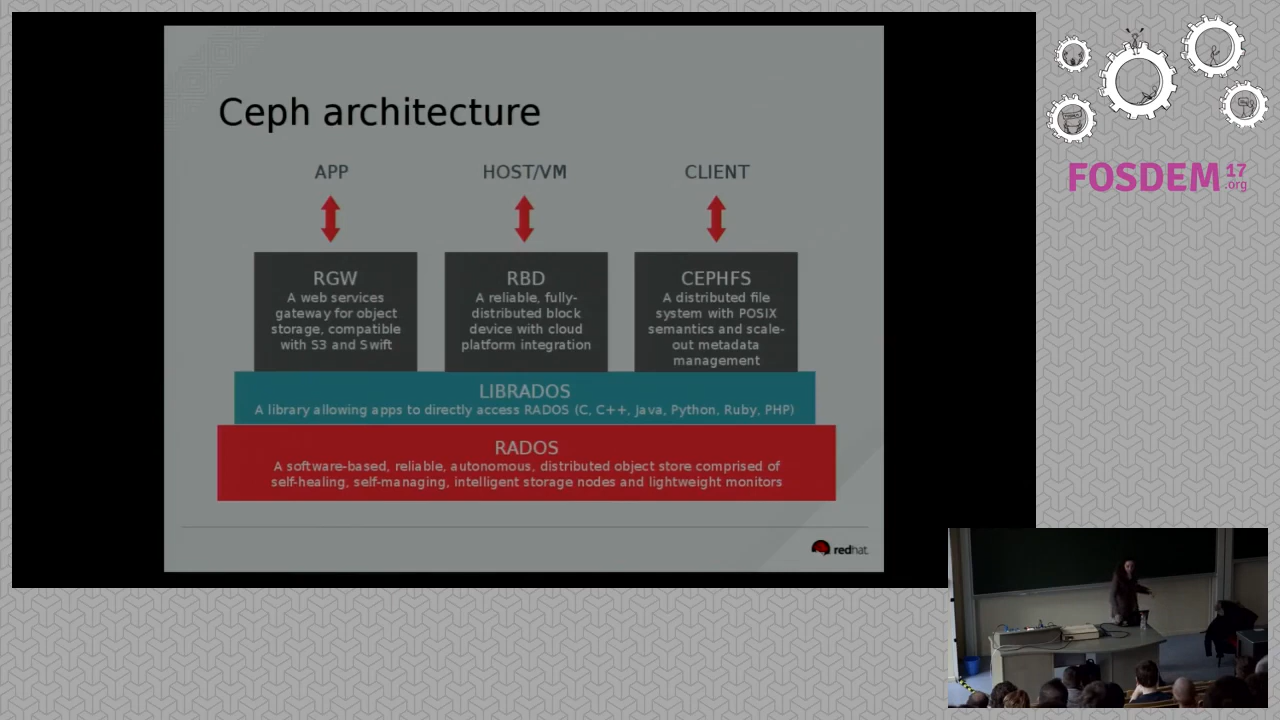 Ceph architecture
APP
HOST/VM
CLIENT
RGW
A web services
gateway for object
storage, compatible
with S3 and Swift
RBD
A reliable, fully-
distributed block
device with cloud
platform integration
CEPHFS
A distributed file
system with POSIX
semantics and scale-
out metadata
management
LIBRADOS
A library allowing apps to directly access RADOS (C, C++, Java, Python, Ruby, PHP)
RADOS
A software-based, reliable, autonomous, distributed object store comprised of
self-healing, self-managing, intelligent storage nodes and lightweight monitors
redhat
FOSDEM 17
.org